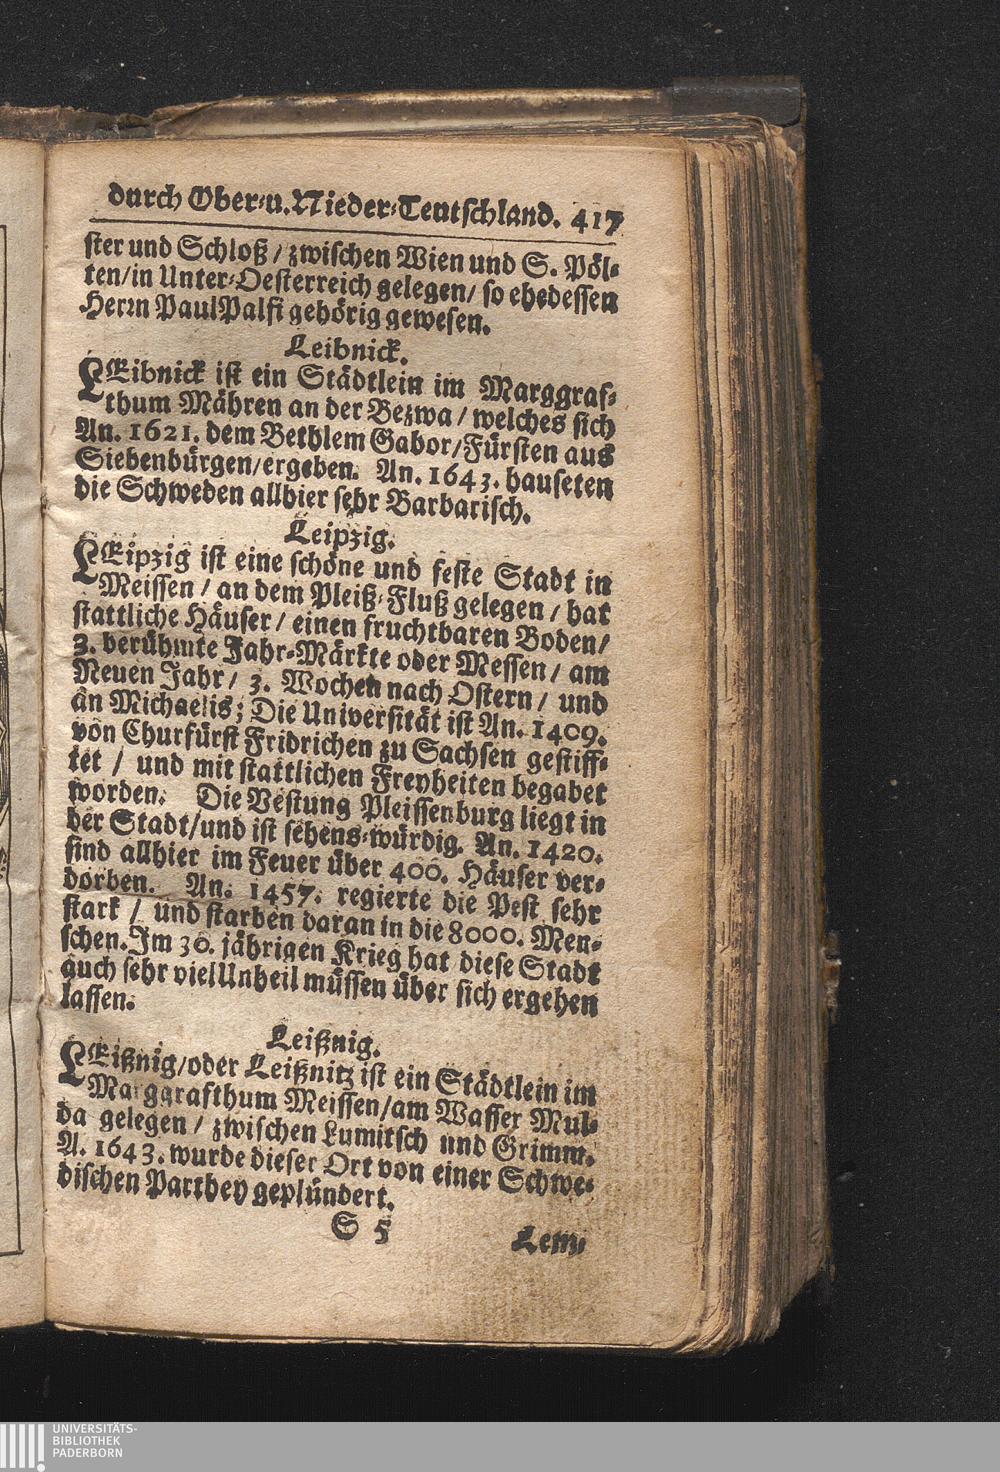 durch Ober-u. Nieder-Teutschland. 417
ster und Schloß / zwischen Wien und S. Pöl-
ten/in Unter-Oesterreich gelegen/ so ehedessen
Herrn Paul Palfi gehörig gewesen.
Leibnick.
LEibnick ist ein Städtlein im Marggraf-
thum Mähren an der Bezwa / welches sich
An. 1621. dem Bethlem Gabor/Fürsten aus
Siebenbürgen/ergeben. An. 1643. hauseten
die Schweden allhier sehr Barbarisch.
Leipzig.
LEipzig ist eine schöne und feste Stadt in
Meissen / an dem Pleiß-Fluß gelegen / hat
stattliche Häuser / einen fruchtbaren Boden/
3. berühmte Jahr-Märkte oder Messen / am
Neuen Jahr / 3. Wochen nach Ostern / und
an Michaelis; Die Universität ist An. 1409.
von Churfürst Fridrichen zu Sachsen gestiff-
tet / und mit stattlichen Freyheiten begabet
worden. Die Vestung Pleissenburg liegt in
der Stadt/und ist sehens-würdig. An. 1420.
sind allhier im Feuer über 400. Häuser ver-
dorben. An. 1457. regierte die Pest sehr
stark / und starben daran in die 8000. Men-
schen. Im 30. jährigen Krieg hat diese Stadt
auch sehr viel Unheil müssen über sich ergehen
lassen.
Leißnig.
LEißnig/oder Leißnitz ist ein Städtlein im
Marggrafthum Meissen/am Wasser Mul-
da gelegen / zwischen Lumitsch und Grimm.
A. 1643. wurde dieser Ort von einer Schwe-
dischen Parthey geplündert.
S 5
UNIVERSITÄTS-
BIBLIOTHEK
PADERBORN